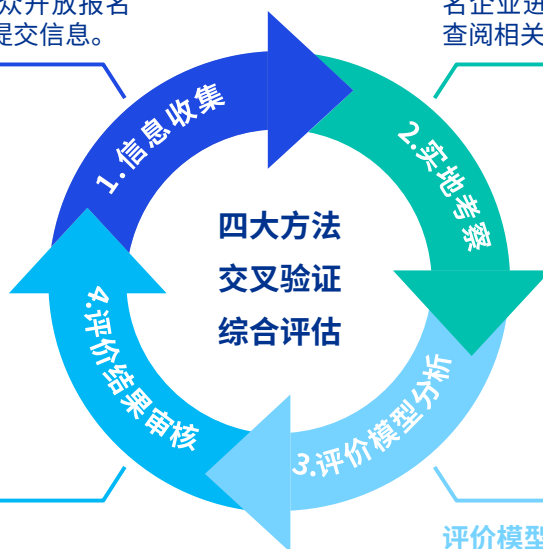 众开放报名
提交信息。
名企业进
查阅相关
1.信息收集
2.实地考察
四大方法
交叉验证
综合评估
4.评价结果审核
3.评价模型分析
评价模型